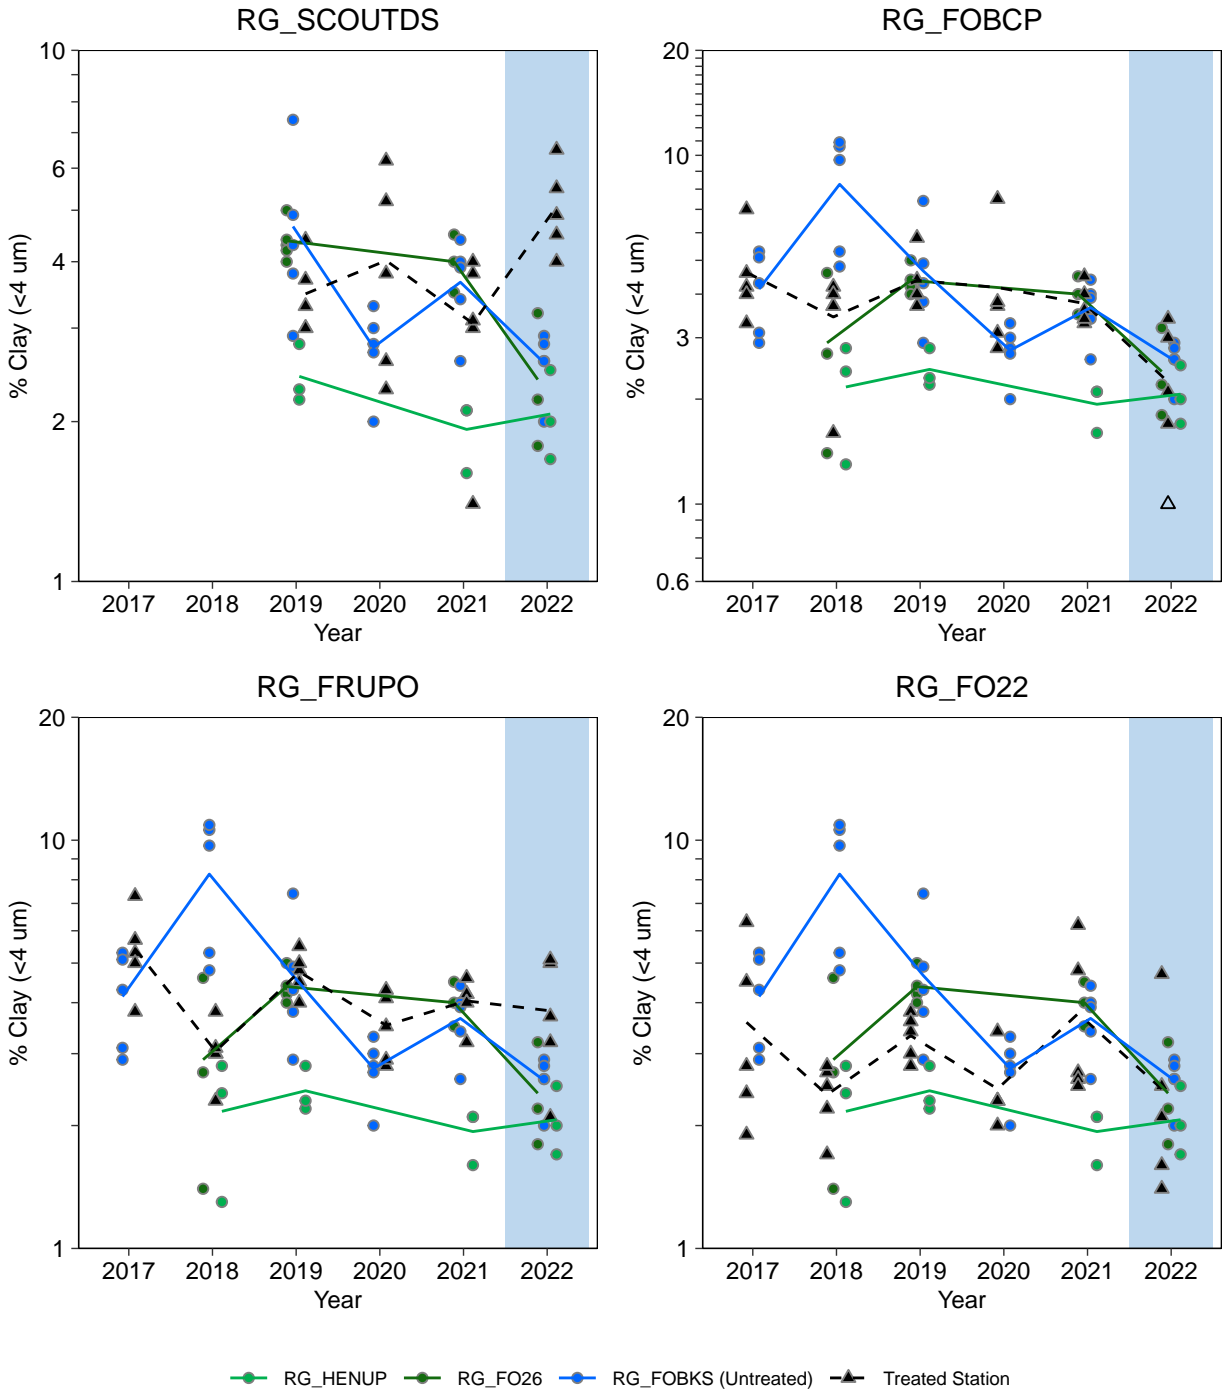 RG_SCOUTDS
10
6
4
2
1
% Clay (<4 um)
2017 2018 2019 2020 2021 2022
Year
RG_FOBCP
20
10
3
1
0.6
% Clay (<4 um)
2017 2018 2019 2020 2021 2022
Year
RG_FRUPO
20
10
1
% Clay (<4 um)
2017 2018 2019 2020 2021 2022
Year
RG_FO22
20
10
1
% Clay (<4 um)
2017 2018 2019 2020 2021 2022
Year
RG_HENUP RG_FO26 RG_FOBKS (Untreated) Treated Station